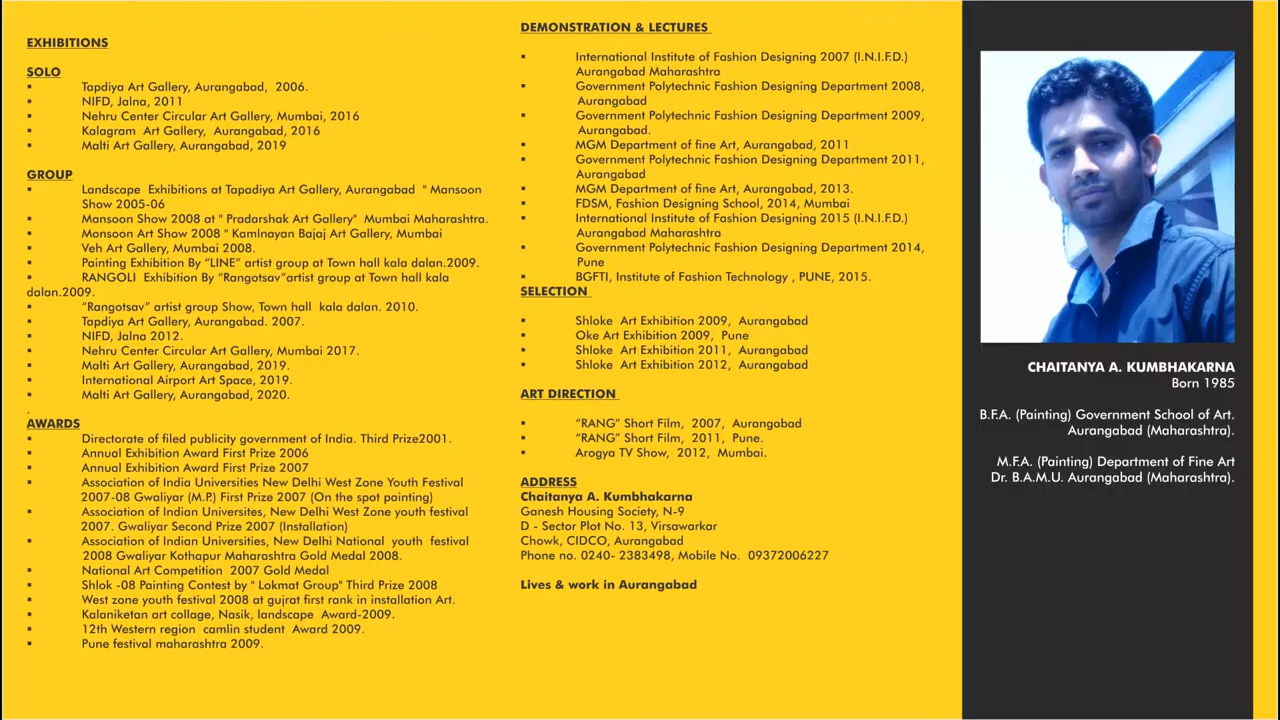 EXHIBITIONS
SOLO
Tapdiya Art Gallery, Aurangabad, 2006.
NIFD, Jalna, 2011
Nehru Center Circular Art Gallery, Mumbai, 2016
Kalagram Art Gallery, Aurangabad, 2016
Malti Art Gallery, Aurangabad, 2019
GROUP
Landscape Exhibitions at Tapadiya Art Gallery, Aurangabad " Mansoon
Show 2005-06
Mansoon Show 2008 at " Pradarshak Art Gallery" Mumbai Maharashtra.
Monsoon Art Show 2008 " Kamlnayan Bajaj Art Gallery, Mumbai
Veh Art Gallery, Mumbai 2008.
Painting Exhibition By “LINE” artist group at Town hall kala dalan.2009.
RANGOLI Exhibition By “Rangotsav”artist group at Town hall kala
dalan.2009.
“Rangotsav” artist group Show, Town hall kala dalan. 2010.
Tapdiya Art Gallery, Aurangabad. 2007.
NIFD, Jalna 2012.
Nehru Center Circular Art Gallery, Mumbai 2017.
Malti Art Gallery, Aurangabad, 2019.
International Airport Art Space, 2019.
Malti Art Gallery, Aurangabad, 2020.
.
AWARDS
Directorate of filed publicity government of India. Third Prize2001.
Annual Exhibition Award First Prize 2006
Annual Exhibition Award First Prize 2007
Association of India Universities New Delhi West Zone Youth Festival
2007-08 Gwaliyar (M.P.) First Prize 2007 (On the spot painting)
Association of Indian Universites, New Delhi West Zone youth festival
2007. Gwaliyar Second Prize 2007 (Installation)
Association of Indian Universities, New Delhi National youth festival
2008 Gwaliyar Kothapur Maharashtra Gold Medal 2008.
National Art Competition 2007 Gold Medal
Shlok -08 Painting Contest by " Lokmat Group" Third Prize 2008
West zone youth festival 2008 at gujrat first rank in installation Art.
Kalaniketan art collage, Nasik, landscape Award-2009.
12th Western region camlin student Award 2009.
Pune festival maharashtra 2009.
DEMONSTRATION & LECTURES
International Institute of Fashion Designing 2007 (I.N.I.F.D.)
Aurangabad Maharashtra
Government Polytechnic Fashion Designing Department 2008,
Aurangabad
Government Polytechnic Fashion Designing Department 2009,
Aurangabad.
MGM Department of fine Art, Aurangabad, 2011
Government Polytechnic Fashion Designing Department 2011,
Aurangabad
MGM Department of fine Art, Aurangabad, 2013.
FDSM, Fashion Designing School, 2014, Mumbai
International Institute of Fashion Designing 2015 (I.N.I.F.D.)
Aurangabad Maharashtra
Government Polytechnic Fashion Designing Department 2014,
Pune
BGFTI, Institute of Fashion Technology , PUNE, 2015.
SELECTION
Shloke Art Exhibition 2009, Aurangabad
Oke Art Exhibition 2009, Pune
Shloke Art Exhibition 2011, Aurangabad
Shloke Art Exhibition 2012, Aurangabad
ART DIRECTION
“RANG” Short Film, 2007, Aurangabad
“RANG” Short Film, 2011, Pune.
Arogya TV Show, 2012, Mumbai.
ADDRESS
Chaitanya A. Kumbhakarna
Ganesh Housing Society, N-9
D - Sector Plot No. 13, Virsawarkar
Chowk, CIDCO, Aurangabad
Phone no. 0240- 2383498, Mobile No. 09372006227
Lives & work in Aurangabad
CHAITANYA A. KUMBHAKARNA
Born 1985
B.F.A. (Painting) Government School of Art.
Aurangabad (Maharashtra).
M.F.A. (Painting) Department of Fine Art
Dr. B.A.M.U. Aurangabad (Maharashtra).